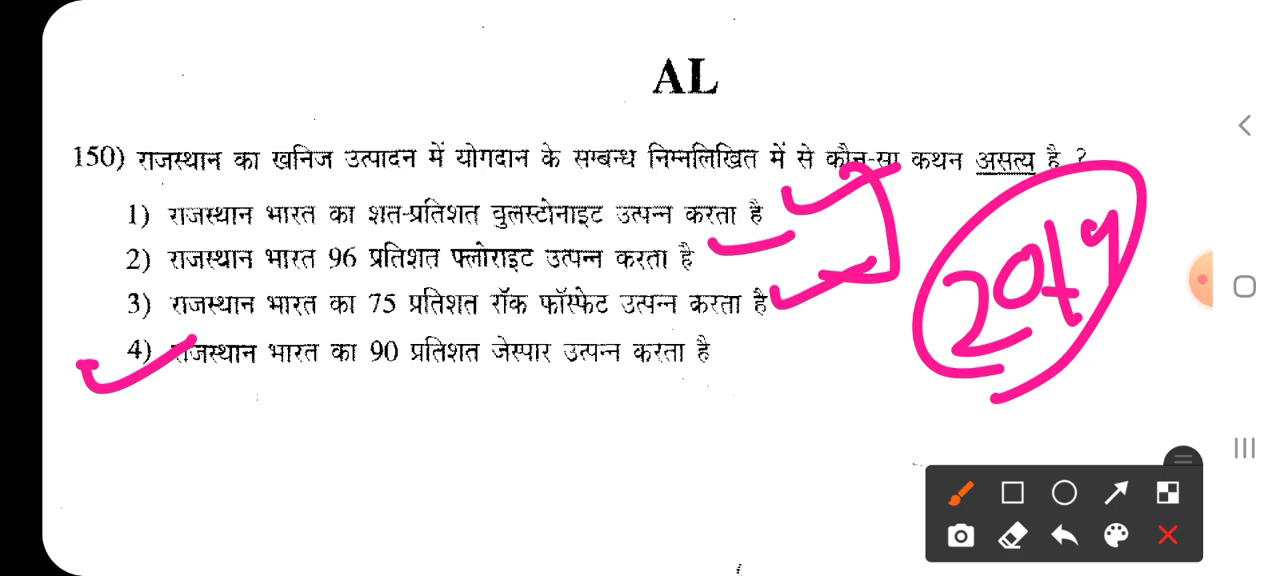 AL
150) राजस्थान का खनिज उत्पादन में योगदान के सम्बन्ध निम्नलिखित में से कौन-सा कथन असत्य है ?
1) राजस्थान भारत का शत-प्रतिशत वुलस्टोनाइट उत्पन्न करता है
2) राजस्थान भारत 96 प्रतिशत फ्लोराइट उत्पन्न करता है
3) राजस्थान भारत का 75 प्रतिशत रॉक फॉस्फेट उत्पन्न करता है
4) राजस्थान भारत का 90 प्रतिशत जेस्पार उत्पन्न करता है